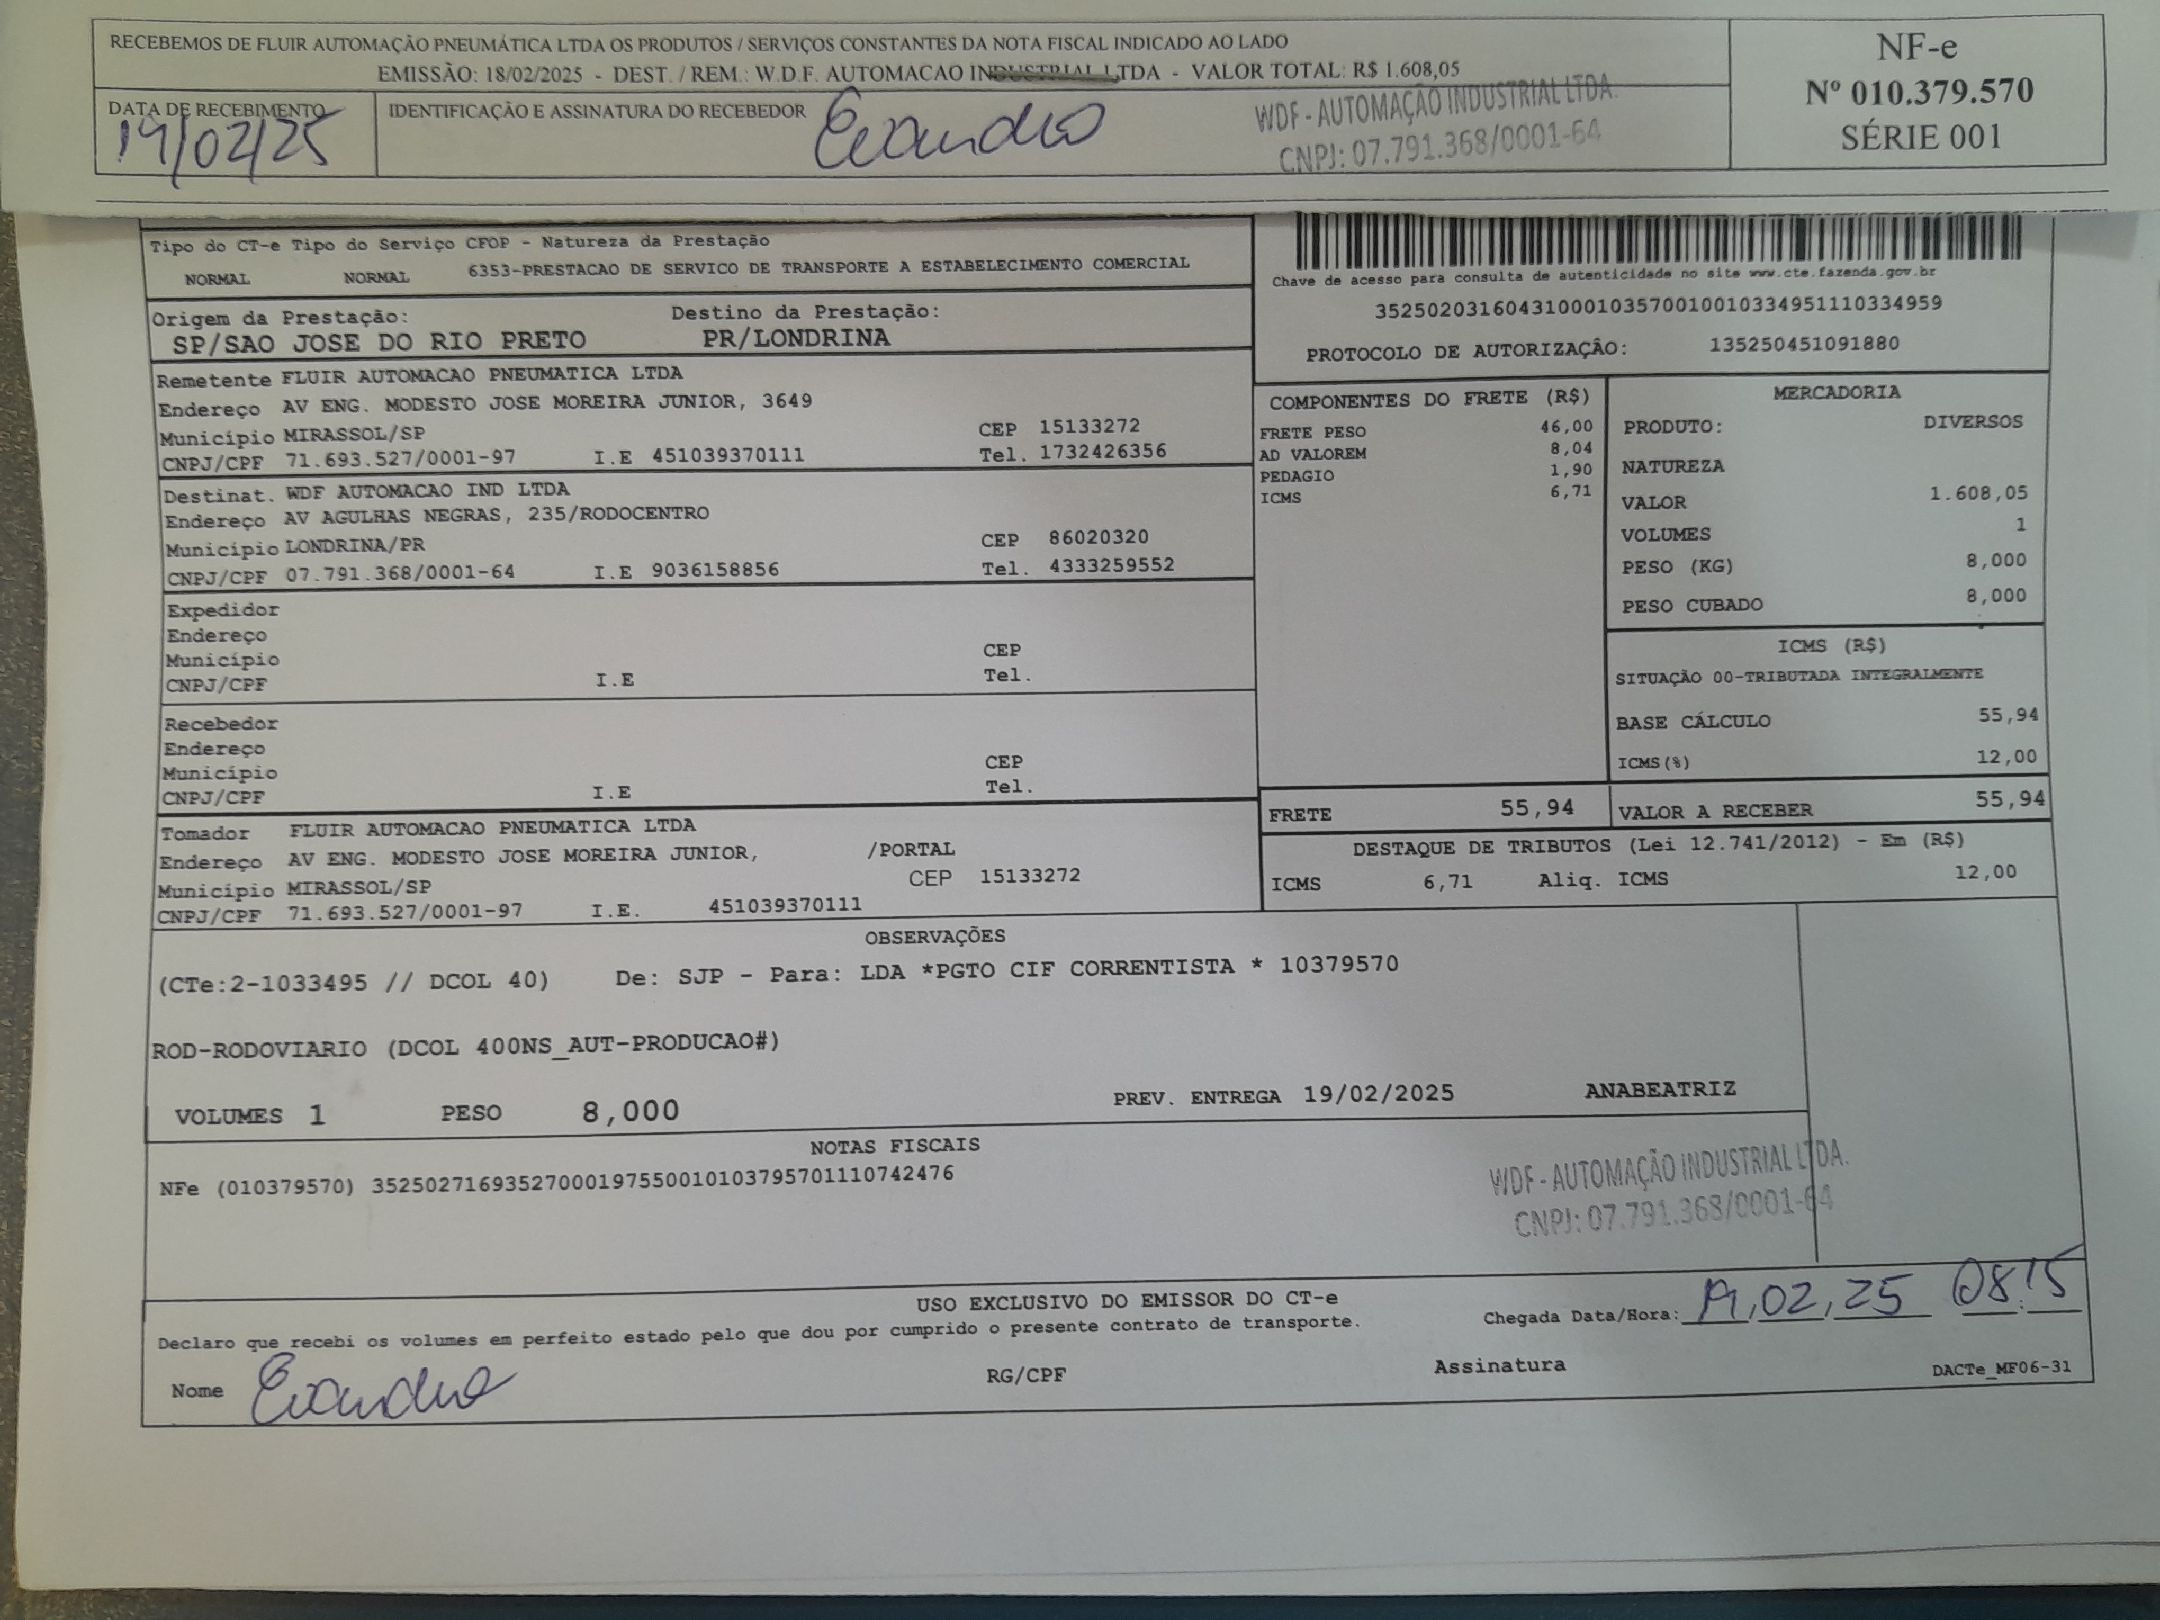 RECEBEMOS DE FLUIR AUTOMAÇÃO PNEUMÁTICA LTDA OS PRODUTOS / SERVIÇOS CONSTANTES DA NOTA FISCAL INDICADO AO LADO
EMISSÃO: 18/02/2025 - DEST. / REM.: W.D.F. AUTOMACAO INDUSTRIAL LTDA - VALOR TOTAL: R$ 1.608,05
DATA DE RECEBIMENTO
19/02/25
IDENTIFICAÇÃO E ASSINATURA DO RECEBEDOR
Evandro
WDF - AUTOMAÇÃO INDUSTRIAL LTDA.
CNPJ: 07.791.368/0001-64
NF-e
Nº 010.379.570
SÉRIE 001
Tipo do CT-e Tipo do Serviço CFOP - Natureza da Prestação
NORMAL NORMAL 6353-PRESTACAO DE SERVICO DE TRANSPORTE A ESTABELECIMENTO COMERCIAL
Chave de acesso para consulta de autenticidade no site www.cte.fazenda.gov.br
35250203160431000103570010010334951110334959
PROTOCOLO DE AUTORIZAÇÃO: 135250451091880
Origem da Prestação: Destino da Prestação:
SP/SAO JOSE DO RIO PRETO PR/LONDRINA
Remetente FLUIR AUTOMACAO PNEUMATICA LTDA
Endereço AV ENG. MODESTO JOSE MOREIRA JUNIOR, 3649
Município MIRASSOL/SP CEP 15133272
CNPJ/CPF 71.693.527/0001-97 I.E 451039370111 Tel. 1732426356
Destinat. WDF AUTOMACAO IND LTDA
Endereço AV AGULHAS NEGRAS, 235/RODOCENTRO
Município LONDRINA/PR CEP 86020320
CNPJ/CPF 07.791.368/0001-64 I.E 9036158856 Tel. 4333259552
Expedidor
Endereço
Município CEP
CNPJ/CPF I.E Tel.
Recebedor
Endereço
Município CEP
CNPJ/CPF I.E Tel.
Tomador FLUIR AUTOMACAO PNEUMATICA LTDA
Endereço AV ENG. MODESTO JOSE MOREIRA JUNIOR, /PORTAL
Município MIRASSOL/SP CEP 15133272
CNPJ/CPF 71.693.527/0001-97 I.E. 451039370111
COMPONENTES DO FRETE (R$)
FRETE PESO 46,00
AD VALOREM 8,04
PEDAGIO 1,90
ICMS 6,71
MERCADORIA
PRODUTO: DIVERSOS
NATUREZA
VALOR 1.608,05
VOLUMES 1
PESO (KG) 8,000
PESO CUBADO 8,000
ICMS (R$)
SITUAÇÃO 00-TRIBUTADA INTEGRALMENTE
BASE CÁLCULO 55,94
ICMS(%) 12,00
FRETE 55,94 VALOR A RECEBER 55,94
DESTAQUE DE TRIBUTOS (Lei 12.741/2012) - Em (R$)
ICMS 6,71 Aliq. ICMS 12,00
OBSERVAÇÕES
(CTe:2-1033495 // DCOL 40) De: SJP - Para: LDA *PGTO CIF CORRENTISTA * 10379570
ROD-RODOVIARIO (DCOL 400NS_AUT-PRODUCAO#)
VOLUMES 1 PESO 8,000 PREV. ENTREGA 19/02/2025 ANABEATRIZ
NOTAS FISCAIS
NFe (010379570) 35250271693527000197550010103795701110742476
WDF - AUTOMAÇÃO INDUSTRIAL LTDA.
CNPJ: 07.791.368/0001-64
USO EXCLUSIVO DO EMISSOR DO CT-e
Declaro que recebi os volumes em perfeito estado pelo que dou por cumprido o presente contrato de transporte.
Chegada Data/Hora: 19,02,25 08:15
Nome Evandro RG/CPF Assinatura DACTe_MF06-31